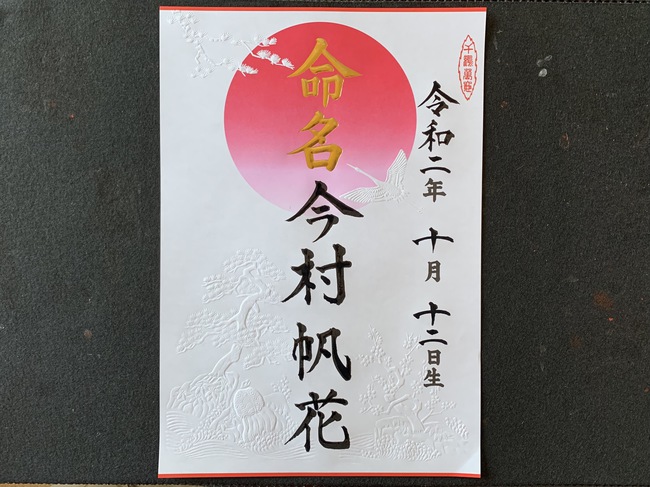 令和二年 十月 十二日生
命名 今村帆花